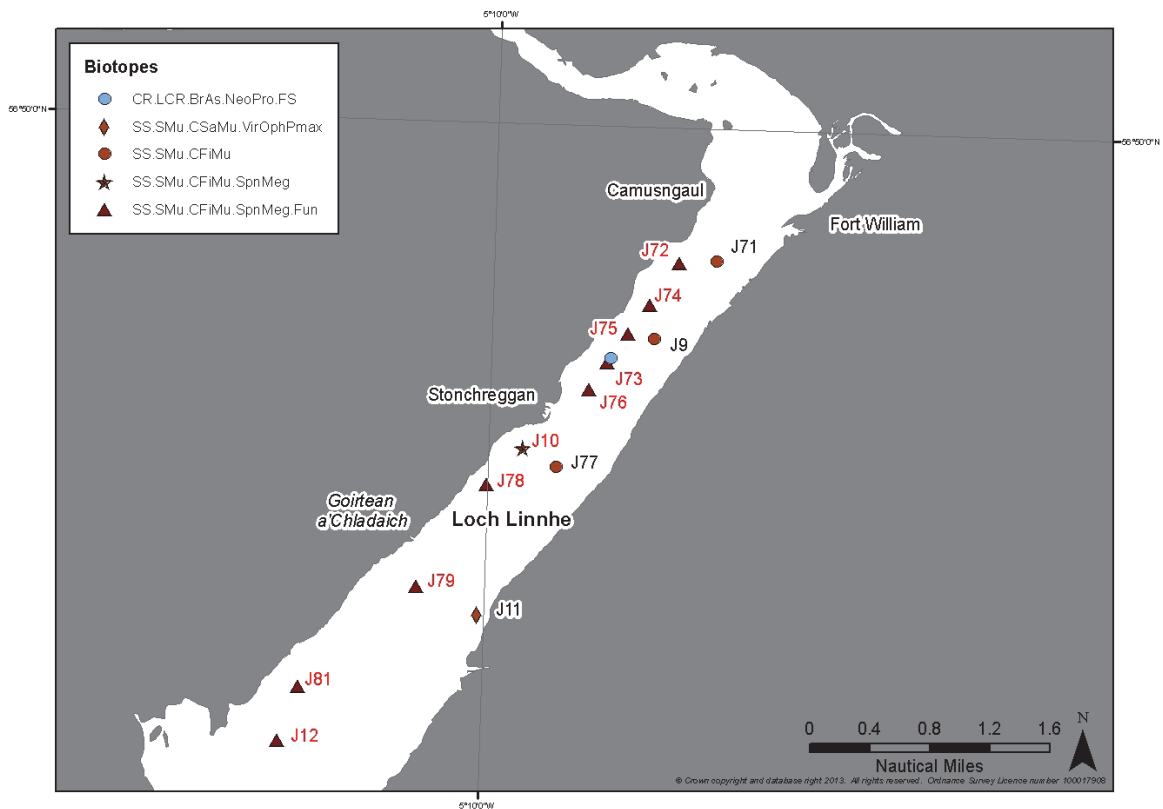 5°10'0"W
Biotopes
CR.LCR.BrAs.NeoPro.FS
SS.SMu.CSaMu.VirOphPmax
SS.SMu.CFiMu
SS.SMu.CFiMu.SpnMeg
SS.SMu.CFiMu.SpnMeg.Fun
56°50'0"N
56°50'0"N
Camusngaul
Fort William
J72
J71
J74
J75
J9
J73
J76
Stonchreggan
J10
J77
J78
Goirtean
a'Chladaich
Loch Linnhe
J79
J11
J81
J12
0 0.4 0.8 1.2 1.6
N
Nautical Miles
© Crown copyright and database right 2013. All rights reserved. Ordnance Survey Licence number 100017908
5°10'0"W